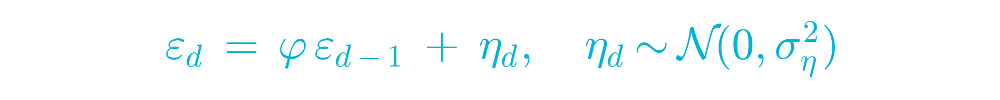 ε_d = φ ε_{d−1} + η_d,   η_d ∼ 𝒩(0, σ_η^2)